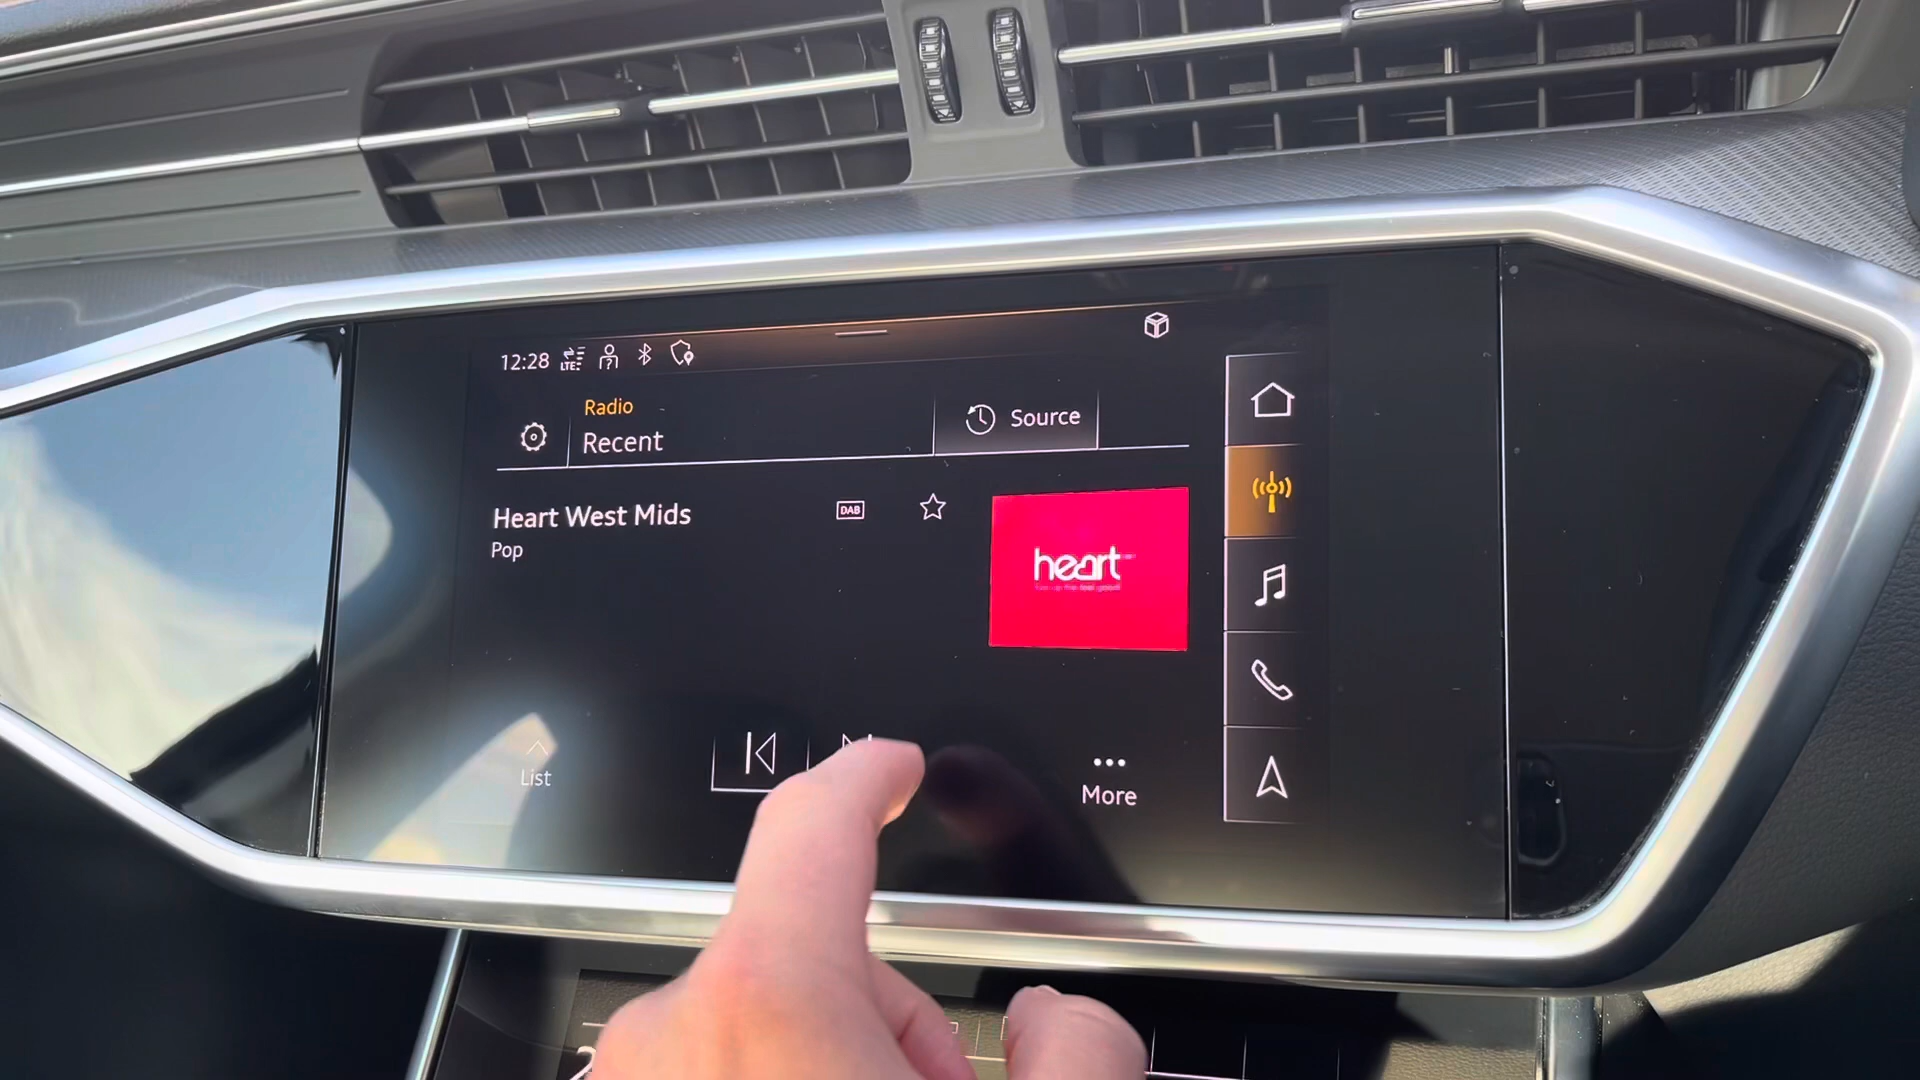 12:28
LTE
Radio
Recent
Source
Heart West Mids
DAB
Pop
heart
List
More